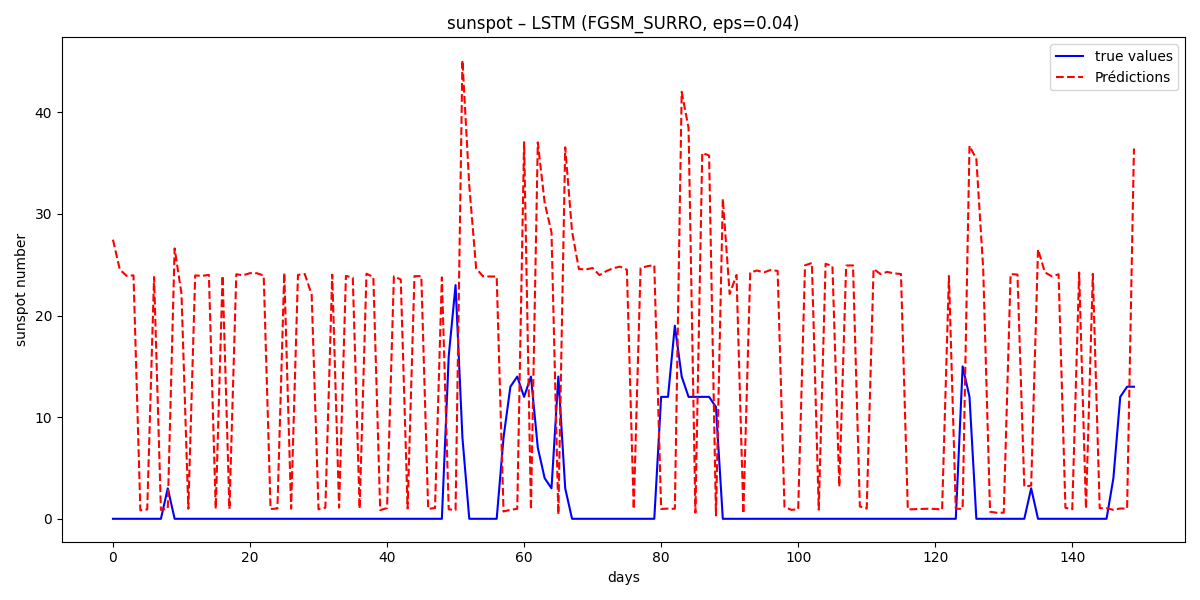 sunspot – LSTM (FGSM_SURRO, eps=0.04)
true values
Prédictions
sunspot number
40
30
20
10
0
0 20 40 60 80 100 120 140
days